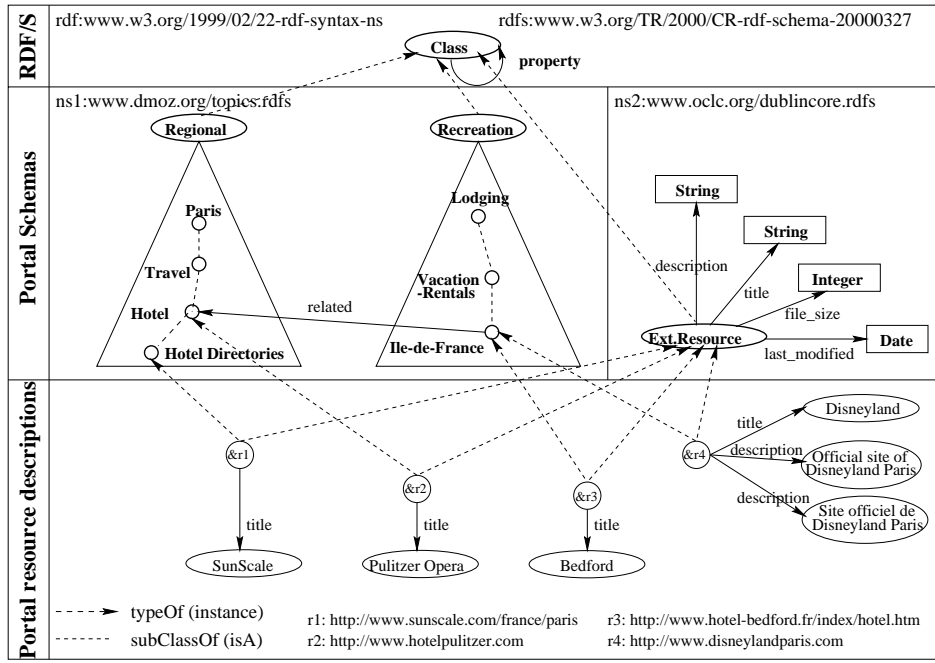 RDF/S
rdf:www.w3.org/1999/02/22-rdf-syntax-ns
rdfs:www.w3.org/TR/2000/CR-rdf-schema-20000327
Class
property
Portal Schemas
ns1:www.dmoz.org/topics.rdfs
ns2:www.oclc.org/dublincore.rdfs
Regional
Recreation
Paris
Travel
Hotel
Hotel Directories
Lodging
Vacation
-Rentals
Ile-de-France
related
String
String
Integer
Date
description
title
file_size
last_modified
Ext.Resource
Portal resource descriptions
&r1
&r2
&r3
&r4
title
title
title
title
description
description
SunScale
Pulitzer Opera
Bedford
Disneyland
Official site of
Disneyland Paris
Site officiel de
Disneyland Paris
typeOf (instance)
subClassOf (isA)
r1: http://www.sunscale.com/france/paris
r2: http://www.hotelpulitzer.com
r3: http://www.hotel-bedford.fr/index/hotel.htm
r4: http://www.disneylandparis.com